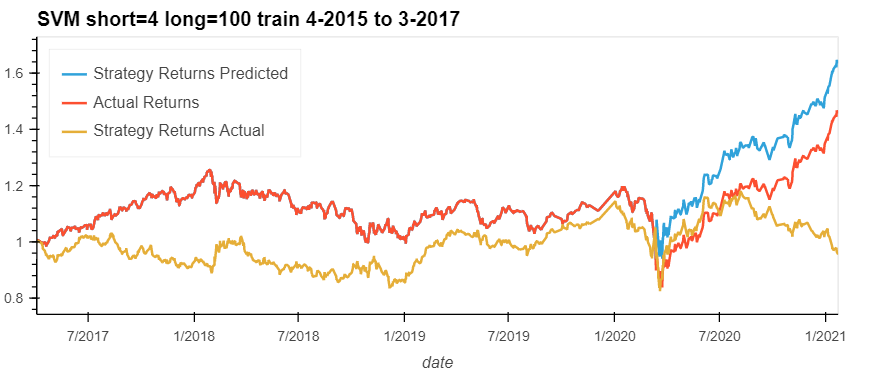 SVM short=4 long=100 train 4-2015 to 3-2017
Strategy Returns Predicted
Actual Returns
Strategy Returns Actual
1.6
1.4
1.2
1
0.8
7/2017 1/2018 7/2018 1/2019 7/2019 1/2020 7/2020 1/2021
date